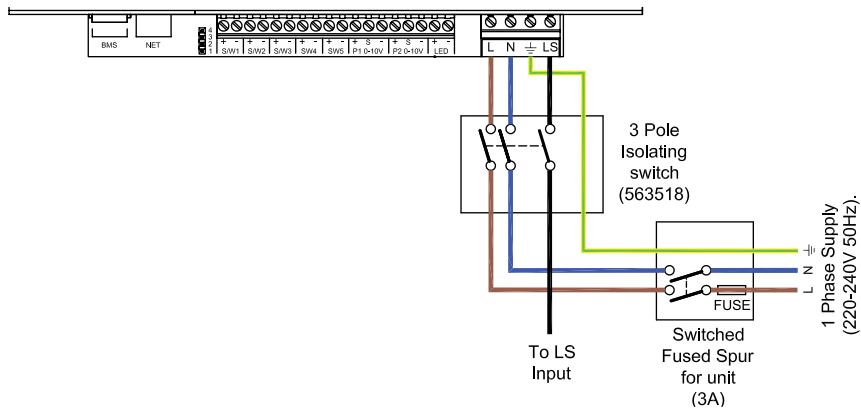 BMS
NET
4
3
2
1
+ - + - + - + - + - + S - + S - + -
S/W1 S/W2 S/W3 SW4 SW5 P1 0-10V P2 0-10V LED
L N LS
3 Pole
Isolating
switch
(563518)
N
L
1 Phase Supply
(220-240V 50Hz).
FUSE
To LS
Input
Switched
Fused Spur
for unit
(3A)